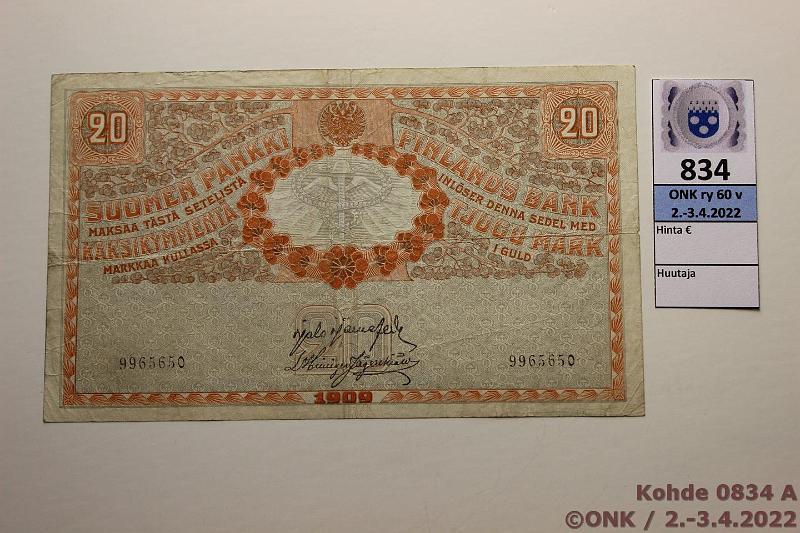 20
20
SUOMEN PANKKI
MAKSAA TÄSTÄ SETELISTÄ
KAKSIKYMMENTÄ
MARKKAA KULLASSA
FINLANDS BANK
INLÖSER DENNA SEDEL MED
TJUGU MARK
I GULD
20
9965650
9965650
1909
834
ONK ry 60 v
2.-3.4.2022
Hinta €
Huutaja
Kohde 0834 A
©ONK / 2.-3.4.2022